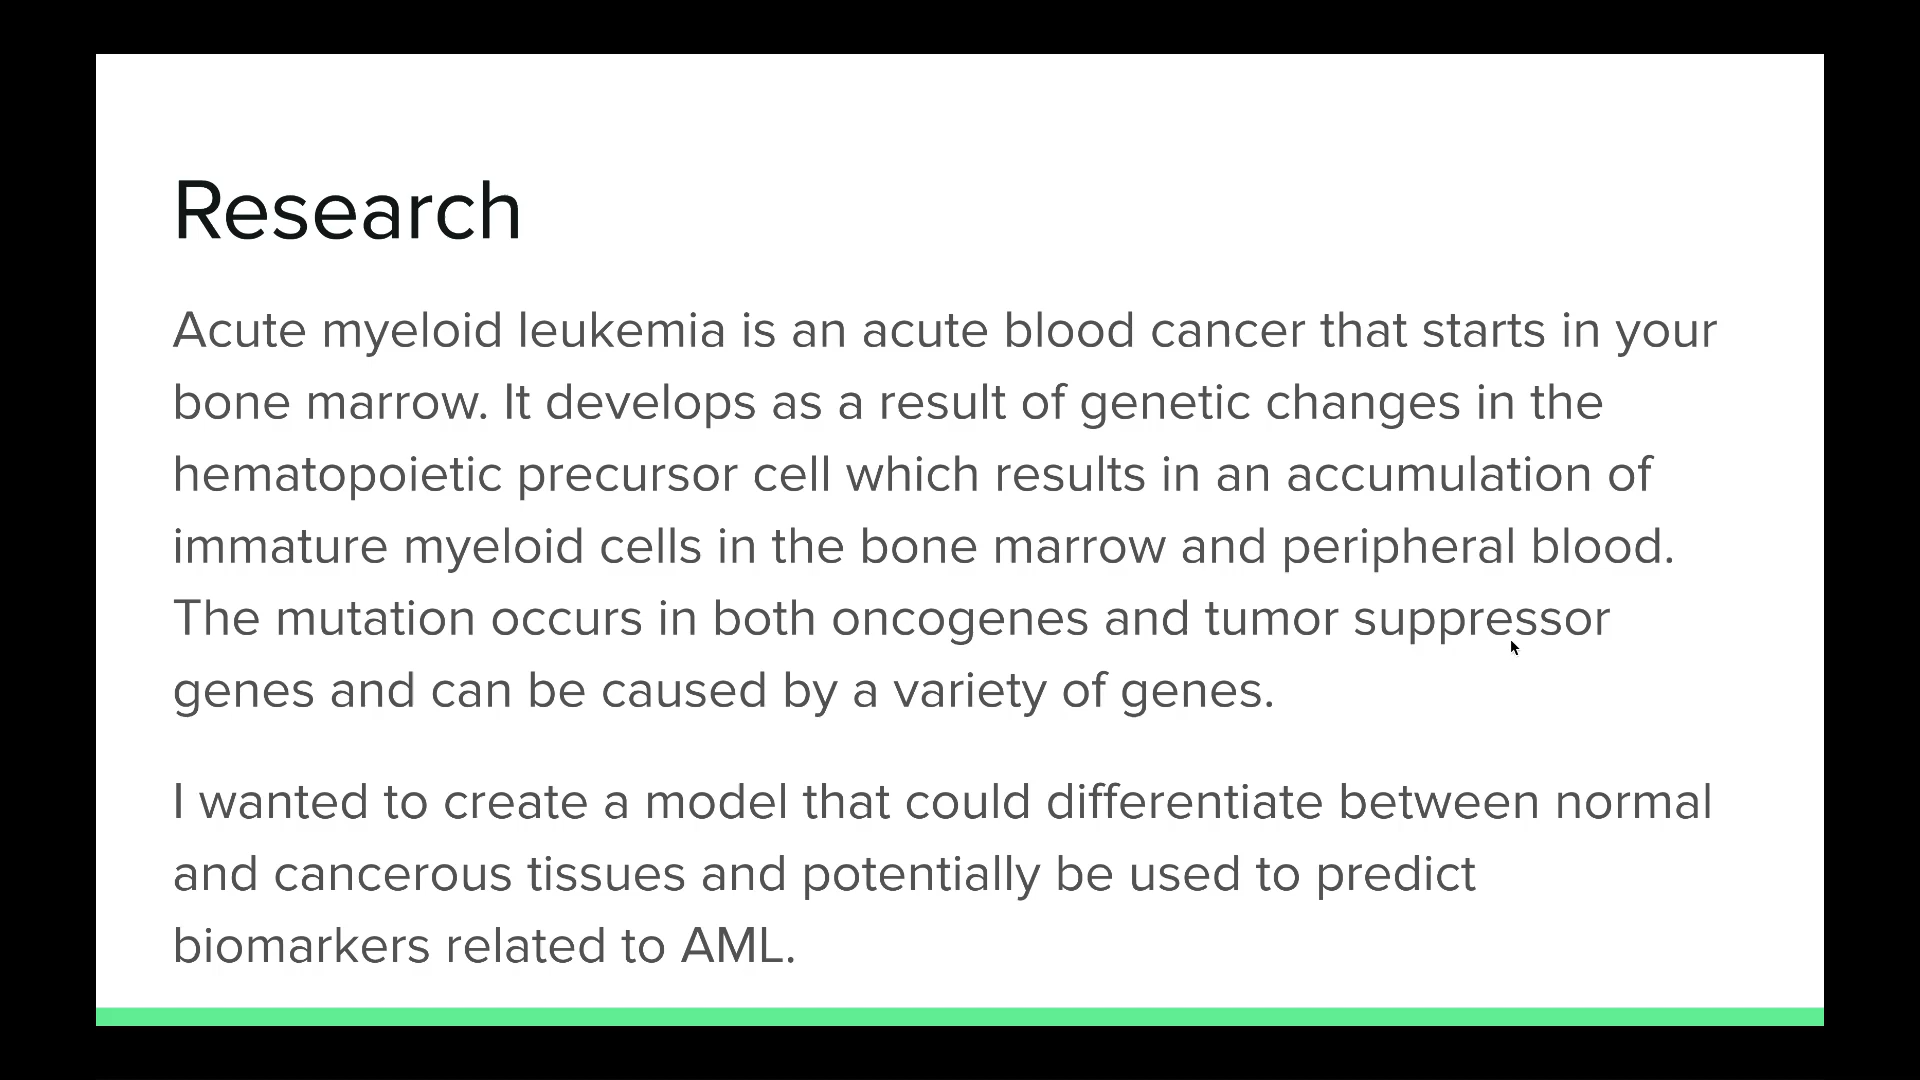 Research
Acute myeloid leukemia is an acute blood cancer that starts in your
bone marrow. It develops as a result of genetic changes in the
hematopoietic precursor cell which results in an accumulation of
immature myeloid cells in the bone marrow and peripheral blood.
The mutation occurs in both oncogenes and tumor suppressor
genes and can be caused by a variety of genes.
I wanted to create a model that could differentiate between normal
and cancerous tissues and potentially be used to predict
biomarkers related to AML.